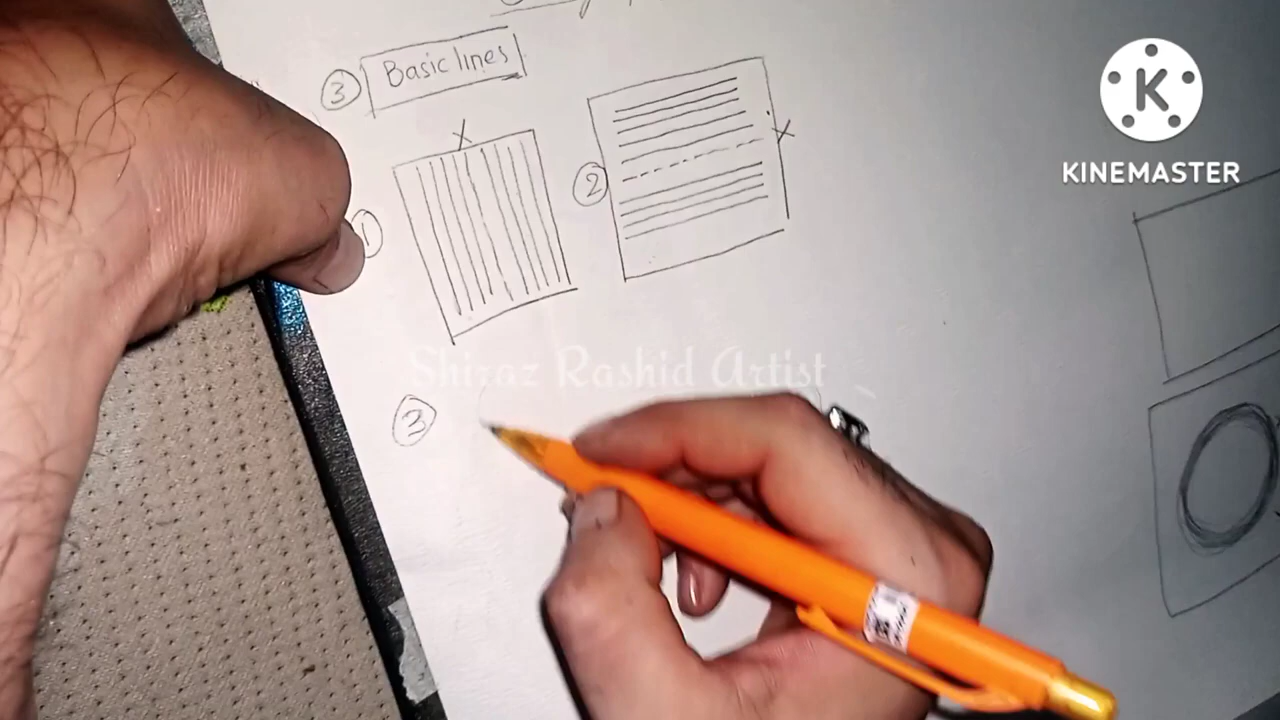 ③ Basic lines
X
① ② X
Shiraz Rashid Artist
③
KINEMASTER